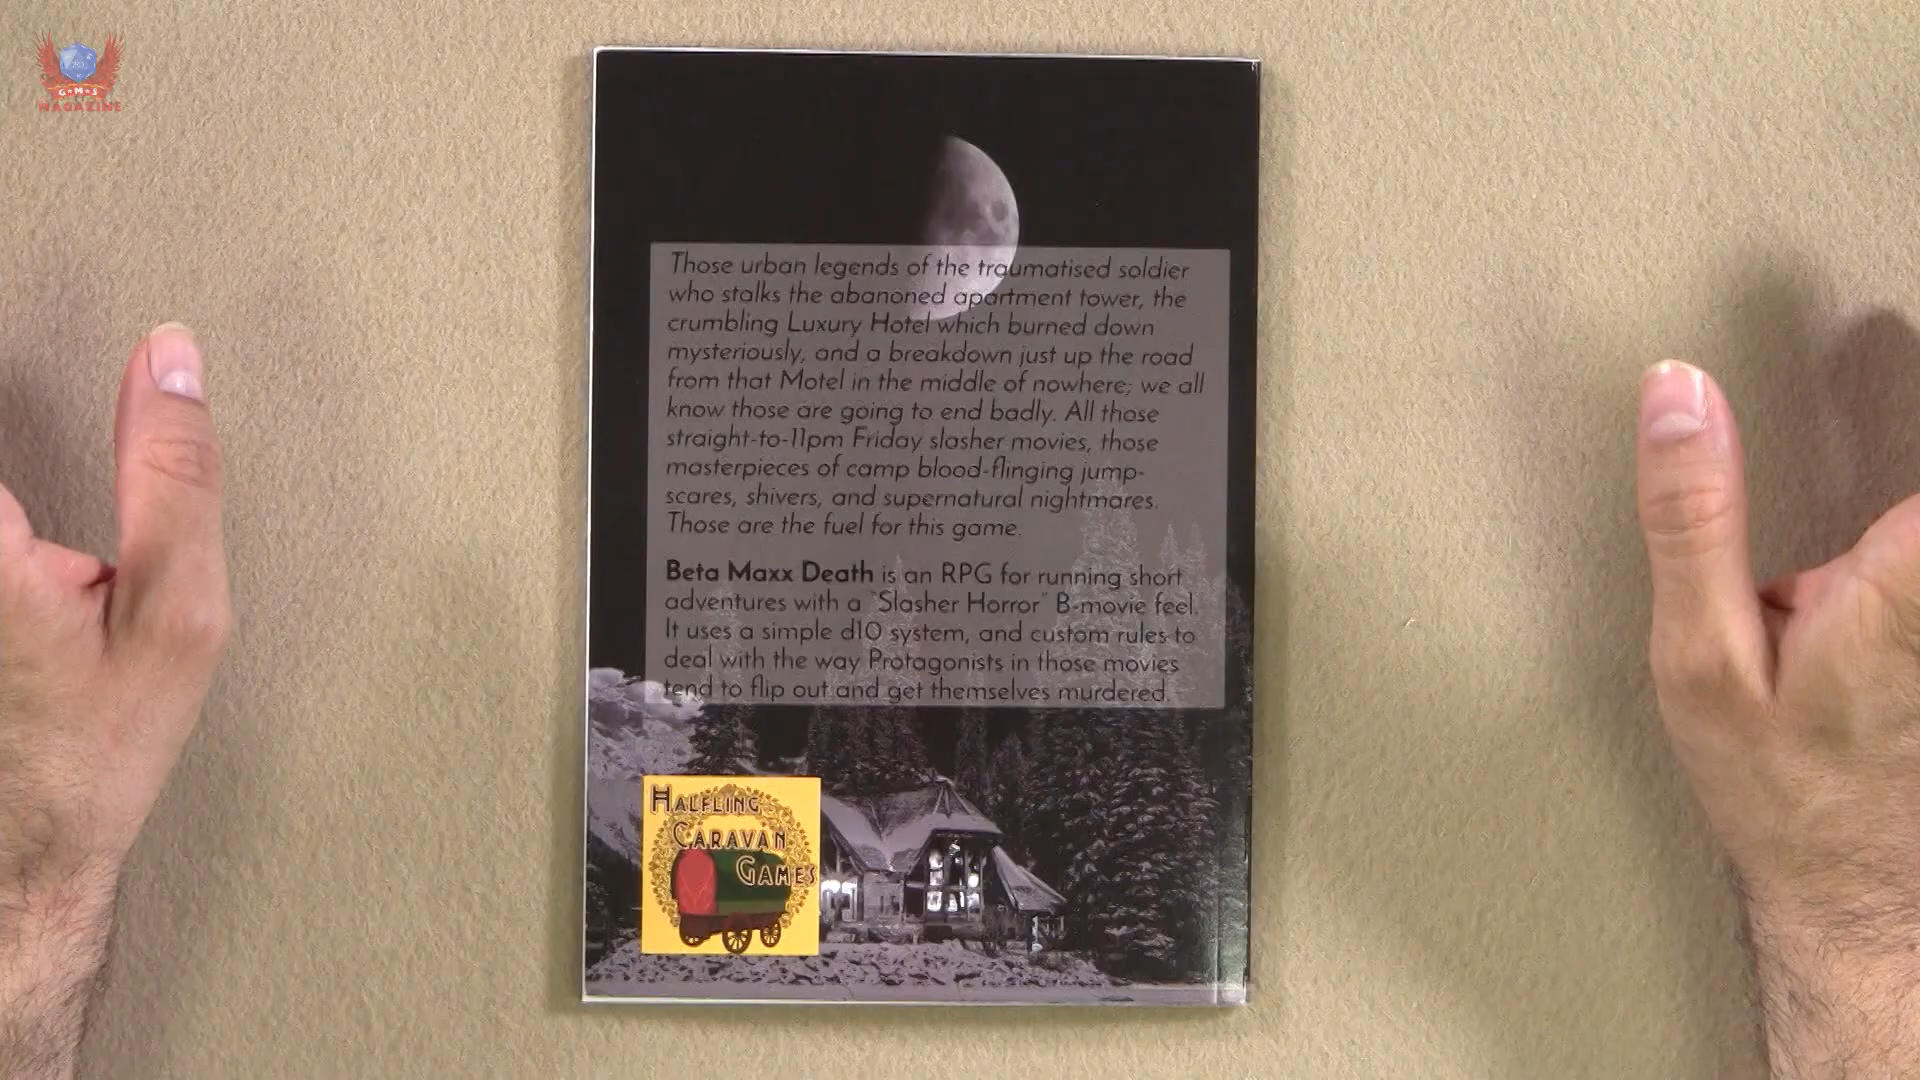 G•M•S
MAGAZINE
Those urban legends of the traumatised soldier
who stalks the abanoned apartment tower, the
crumbling Luxury Hotel which burned down
mysteriously, and a breakdown just up the road
from that Motel in the middle of nowhere; we all
know those are going to end badly. All those
straight-to-11pm Friday slasher movies, those
masterpieces of camp blood-flinging jump-
scares, shivers, and supernatural nightmares.
Those are the fuel for this game.
Beta Maxx Death is an RPG for running short
adventures with a "Slasher Horror" B-movie feel.
It uses a simple d10 system, and custom rules to
deal with the way Protagonists in those movies
tend to flip out and get themselves murdered.
HALFLING
CARAVAN
GAMES